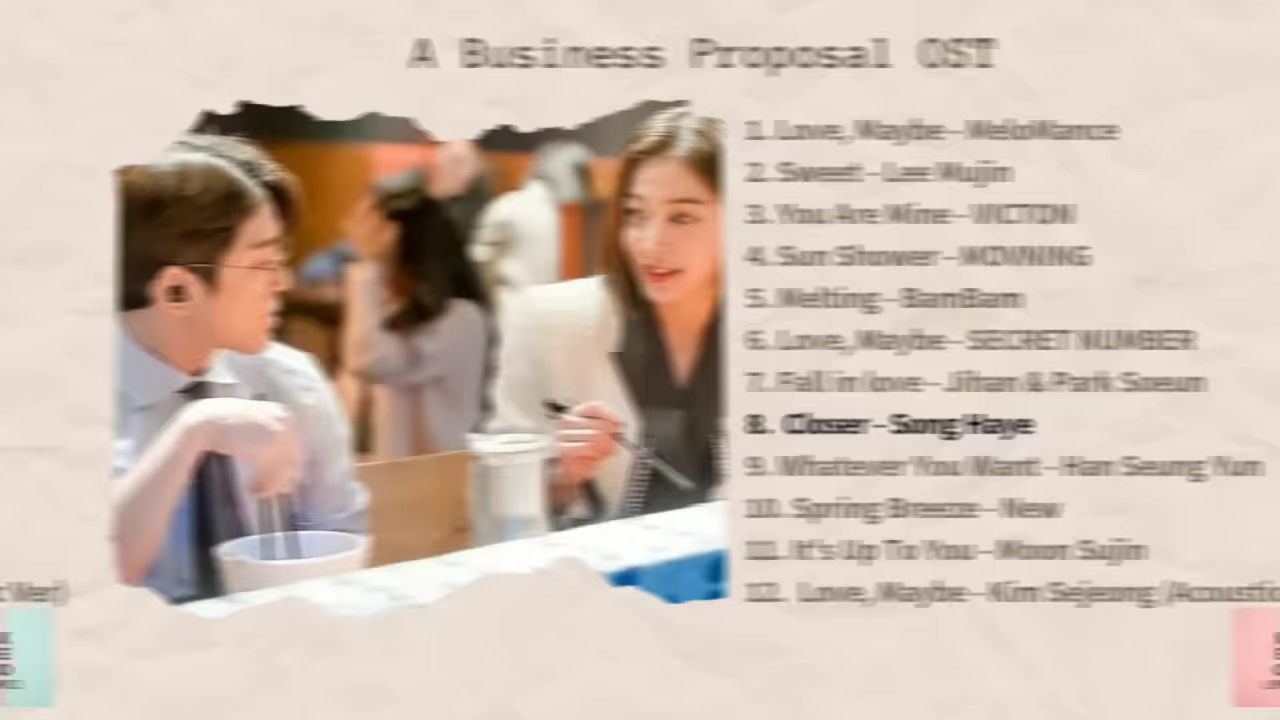 A Business Proposal OST
1. Love, Maybe - MeloMance
2. Sweet - Lee Mujin
3. You Are Mine - VICTON
4. Sun Shower - WOWNING
5. Melting - BamBam
6. Love, Maybe - SECRET NUMBER
7. Fall in love - Jihan & Park Soeun
8. Closer - Song Haye
9. Whatever You Want - Han Seung Yun
10. Spring Breeze - New
11. It's Up To You - Moon Sujin
12. Love, Maybe - Kim Sejeong (Acoustic
Ver)